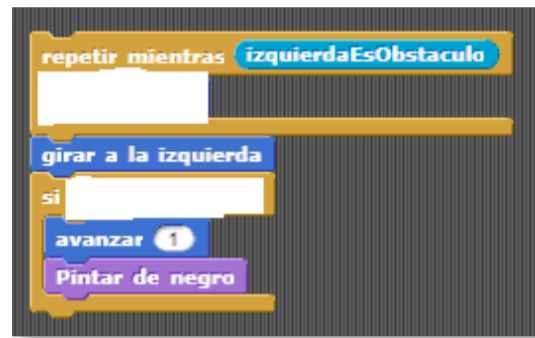 repetir mientras izquierdaEsObstaculo
girar a la izquierda
si
avanzar 1
Pintar de negro